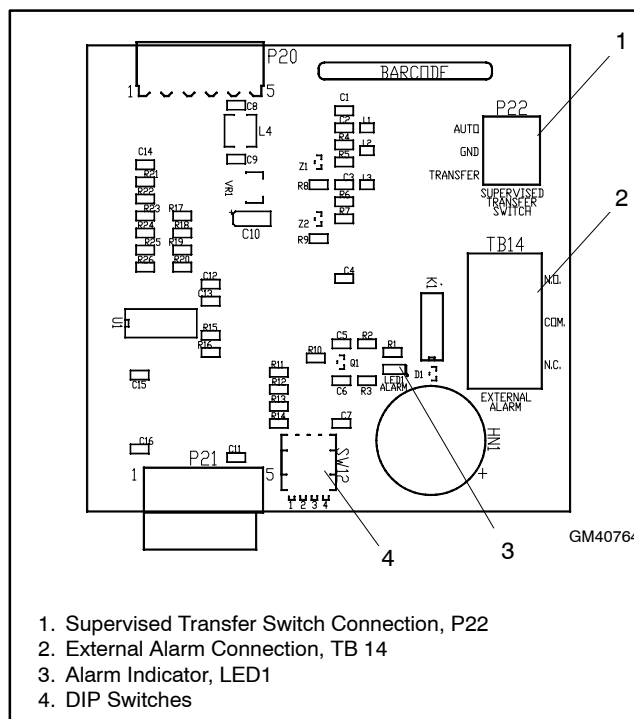 P20
BARCODE
1 5
C8
L4
C9
VR1
C10
C1
C2
L1
R4
L2
R5
Z1
R8
C3
L3
R6
R7
Z2
R9
1
P22
AUTO
GND
TRANSFER
SUPERVISED
TRANSFER
SWITCH
2
TB14
N.O.
COM.
N.C.
EXTERNAL
ALARM
C14
R21
R22
R23
R17
R24
R18
R25
R19
R26
R20
C4
C12
C13
U1
R15
R16
C15
K1
C5
R2
R1
R10
Q1
LED1
ALARM
D1
C6
R3
R11
R12
R13
R14
C7
HN1
+
C16
C11
P21
1 5
SW12
1 2 3 4
4
3
GM40764
1. Supervised Transfer Switch Connection, P22
2. External Alarm Connection, TB 14
3. Alarm Indicator, LED1
4. DIP Switches